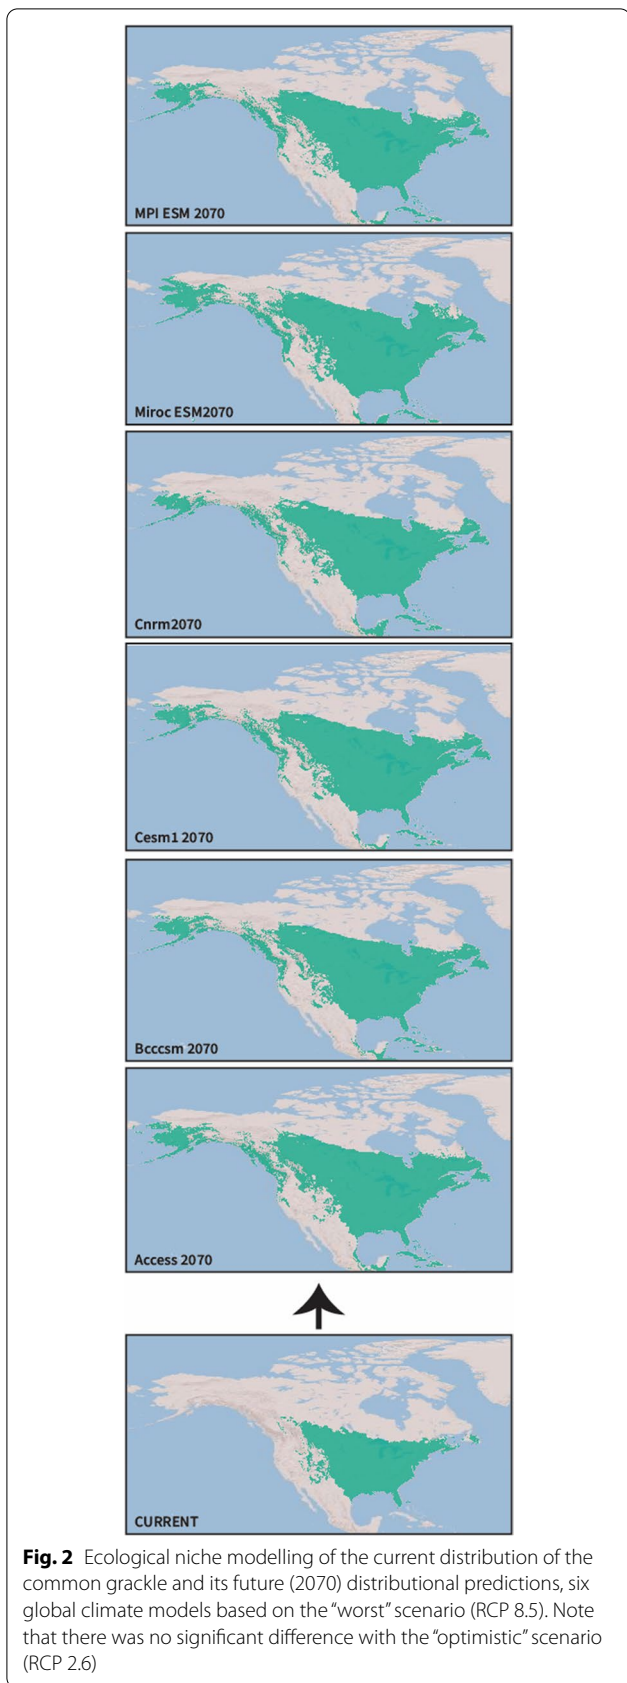 MPI ESM 2070
Miroc ESM2070
Cnrm2070
Cesm1 2070
Bcccsm 2070
Access 2070
CURRENT
Fig. 2 Ecological niche modelling of the current distribution of the
common grackle and its future (2070) distributional predictions, six
global climate models based on the “worst” scenario (RCP 8.5). Note
that there was no significant difference with the “optimistic” scenario
(RCP 2.6)